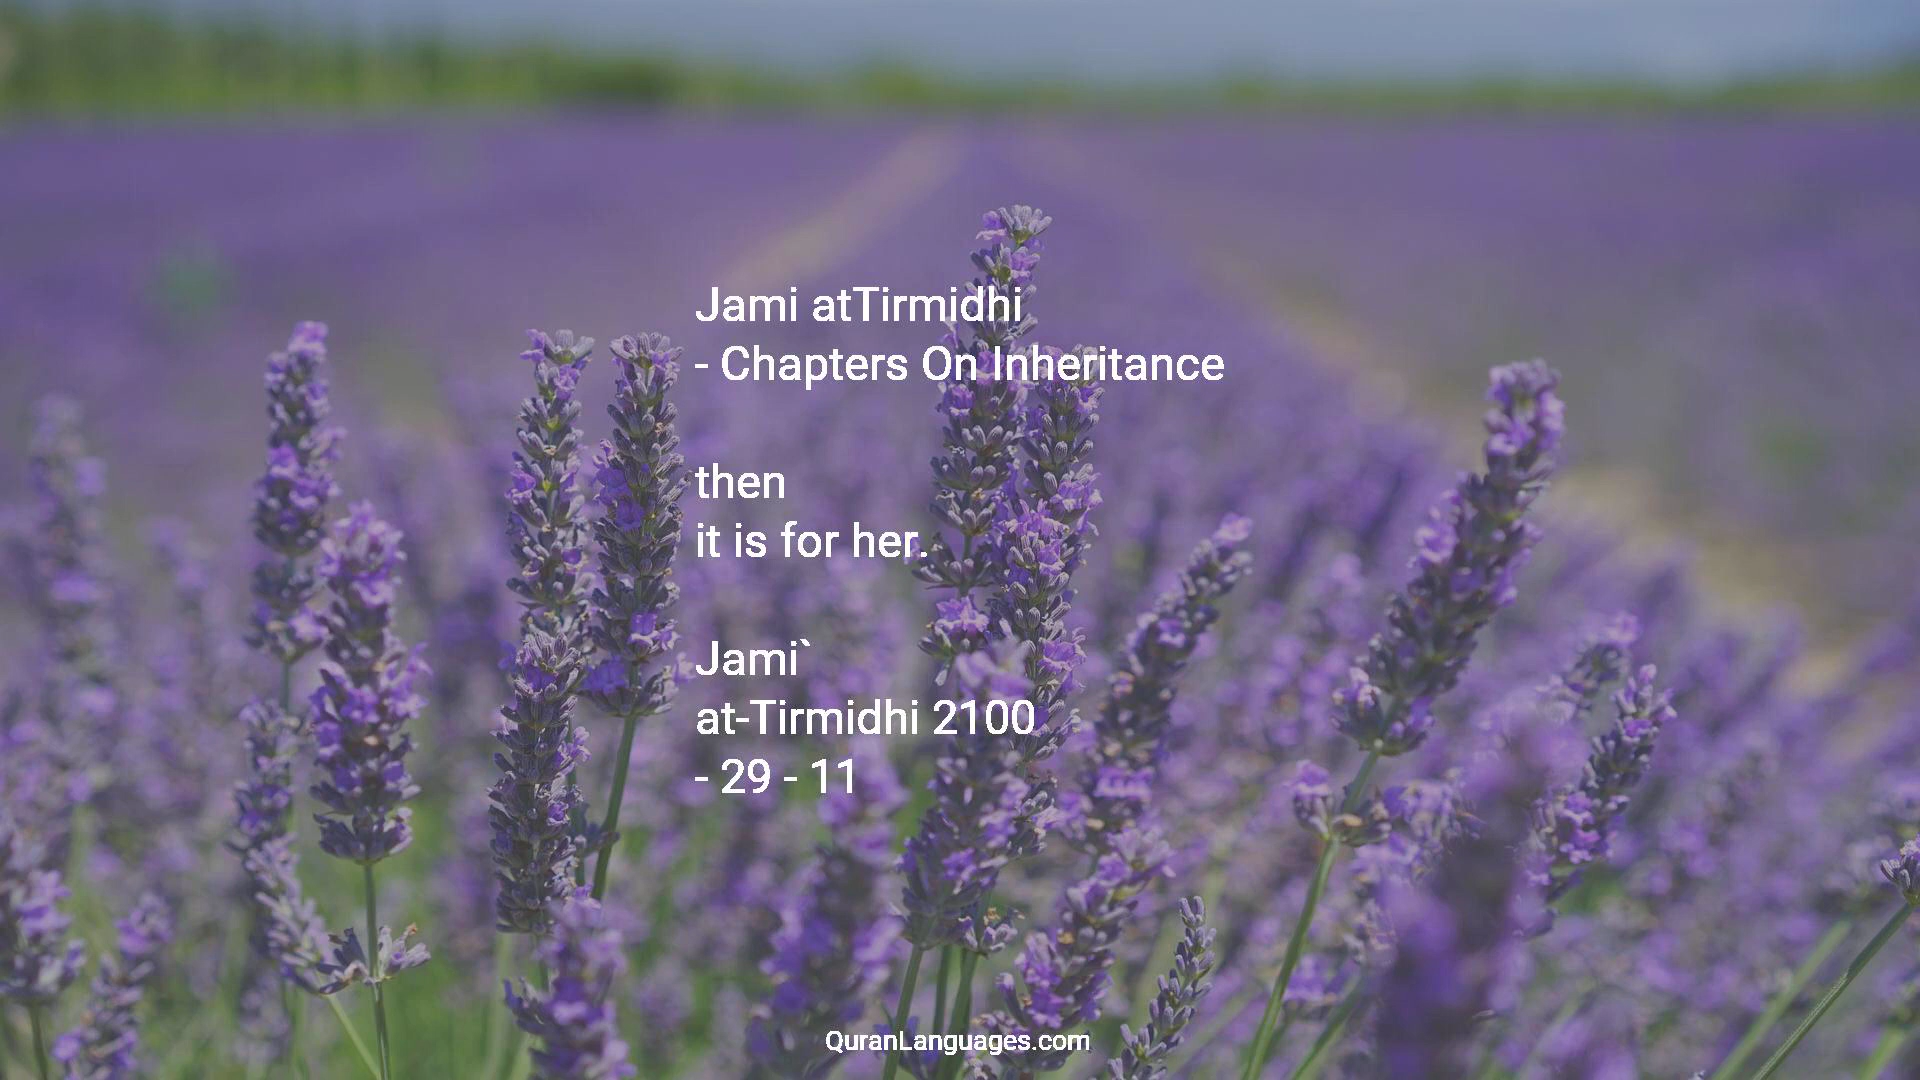 Jami atTirmidhi
- Chapters On Inheritance
then
it is for her.
Jami`
at-Tirmidhi 2100
- 29 - 11
QuranLanguages.com